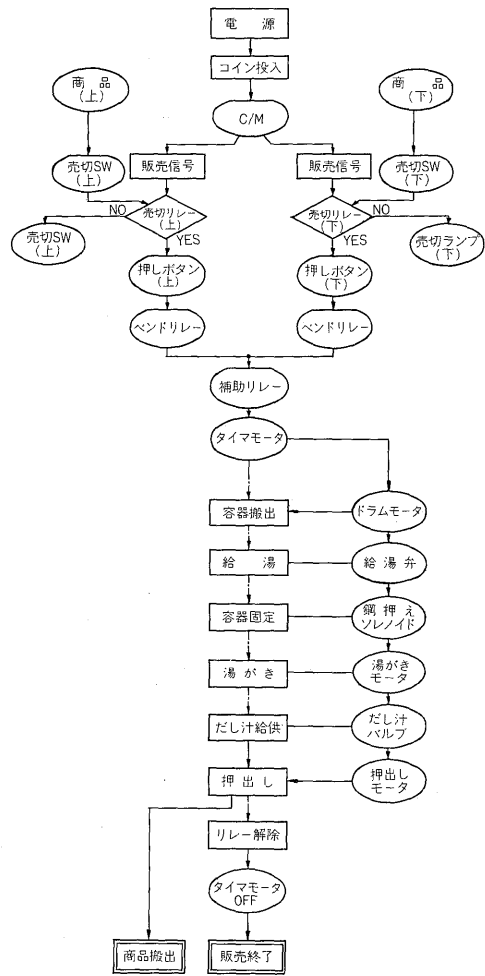 電源
コイン投入
C/M
商品
(上)
商品
(下)
売切SW
(上)
販売信号
販売信号
売切SW
(下)
NO
売切リレー
(上)
YES
売切リレー
(下)
NO
YES
売切SW
(上)
売切ランプ
(下)
押しボタン
(上)
押しボタン
(下)
ベンドリレー
ベンドリレー
補助リレー
タイマモータ
容器搬出
ドラムモータ
給湯
給湯弁
容器固定
鋼押え
ソレノイド
湯がき
湯がき
モータ
だし汁給供
だし汁
バルブ
押出し
押出し
モータ
リレー解除
タイマモータ
OFF
商品搬出
販売終了